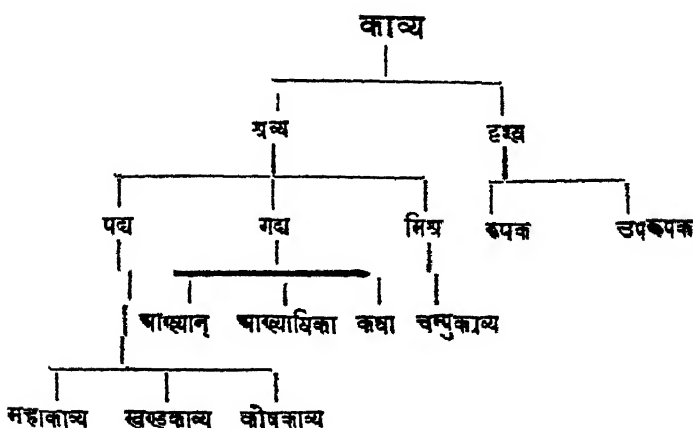 काव्य
श्रव्य दृश्य
पद्य गद्य मिश्र रूपक उपरूपक
आख्यान् आख्यायिका कथा चम्पुकाव्य
महाकाव्य खण्डकाव्य कोषकाव्य